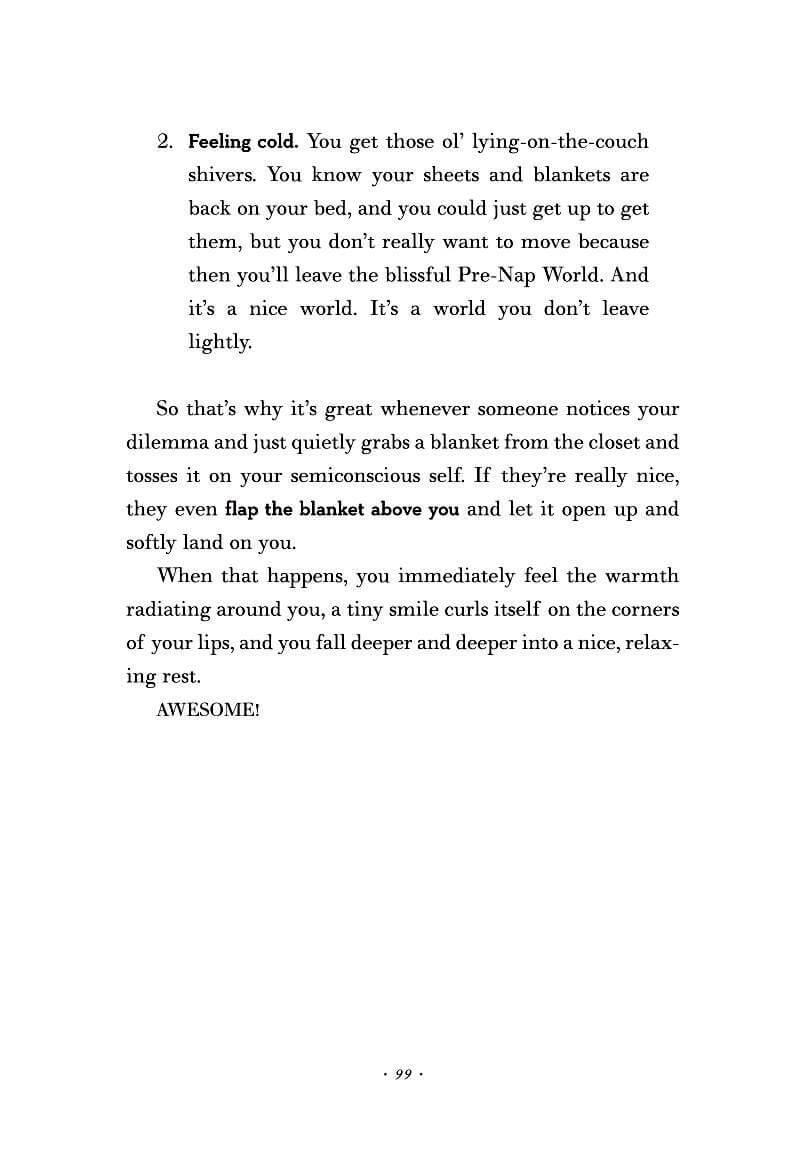 2. Feeling cold. You get those ol’ lying-on-the-couch
shivers. You know your sheets and blankets are
back on your bed, and you could just get up to get
them, but you don’t really want to move because
then you’ll leave the blissful Pre-Nap World. And
it’s a nice world. It’s a world you don’t leave
lightly.
So that’s why it’s great whenever someone notices your
dilemma and just quietly grabs a blanket from the closet and
tosses it on your semiconscious self. If they’re really nice,
they even flap the blanket above you and let it open up and
softly land on you.
When that happens, you immediately feel the warmth
radiating around you, a tiny smile curls itself on the corners
of your lips, and you fall deeper and deeper into a nice, relax-
ing rest.
AWESOME!
· 99 ·